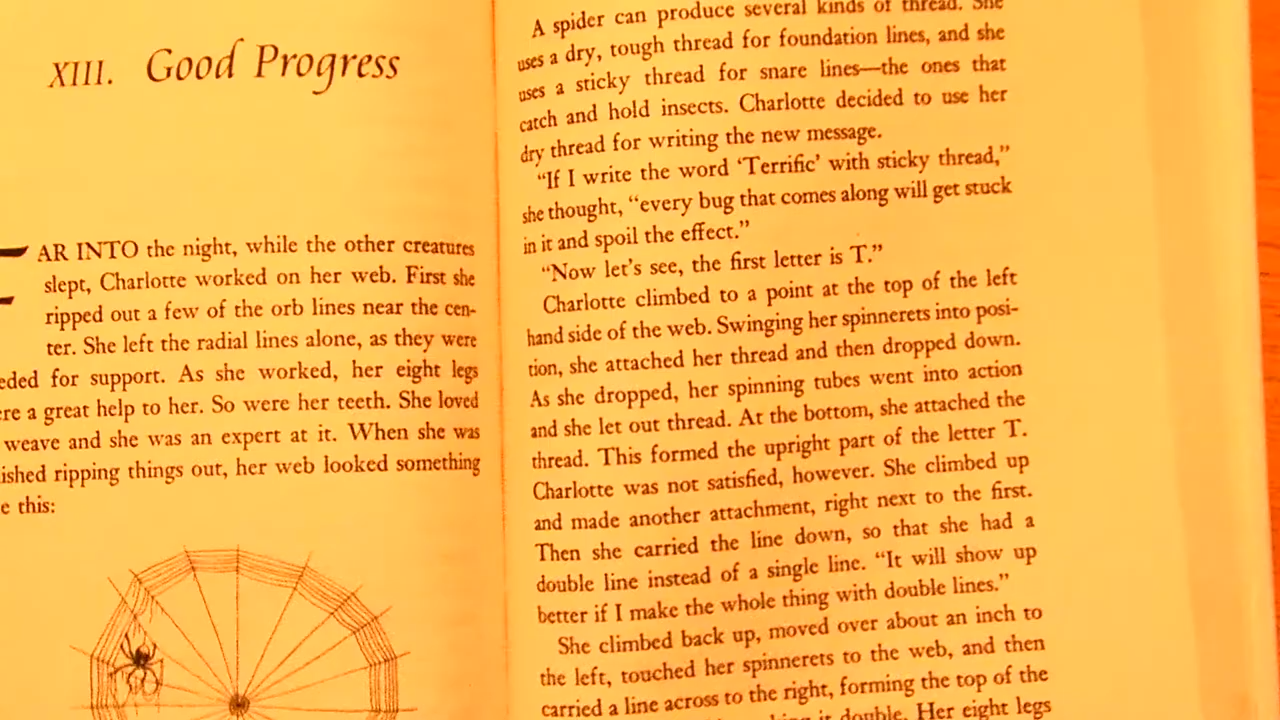 XIII. Good Progress
AR INTO the night, while the other creatures
slept, Charlotte worked on her web. First she
ripped out a few of the orb lines near the cen-
ter. She left the radial lines alone, as they were
eded for support. As she worked, her eight legs
re a great help to her. So were her teeth. She loved
weave and she was an expert at it. When she was
ished ripping things out, her web looked something
e this:
A spider can produce several kinds of thread. She
uses a dry, tough thread for foundation lines, and she
uses a sticky thread for snare lines—the ones that
catch and hold insects. Charlotte decided to use her
dry thread for writing the new message.
“If I write the word ‘Terrific’ with sticky thread,”
she thought, “every bug that comes along will get stuck
in it and spoil the effect.”
“Now let’s see, the first letter is T.”
Charlotte climbed to a point at the top of the left
hand side of the web. Swinging her spinnerets into posi-
tion, she attached her thread and then dropped down.
As she dropped, her spinning tubes went into action
and she let out thread. At the bottom, she attached the
thread. This formed the upright part of the letter T.
Charlotte was not satisfied, however. She climbed up
and made another attachment, right next to the first.
Then she carried the line down, so that she had a
double line instead of a single line. “It will show up
better if I make the whole thing with double lines.”
She climbed back up, moved over about an inch to
the left, touched her spinnerets to the web, and then
carried a line across to the right, forming the top of the
it double. Her eight legs